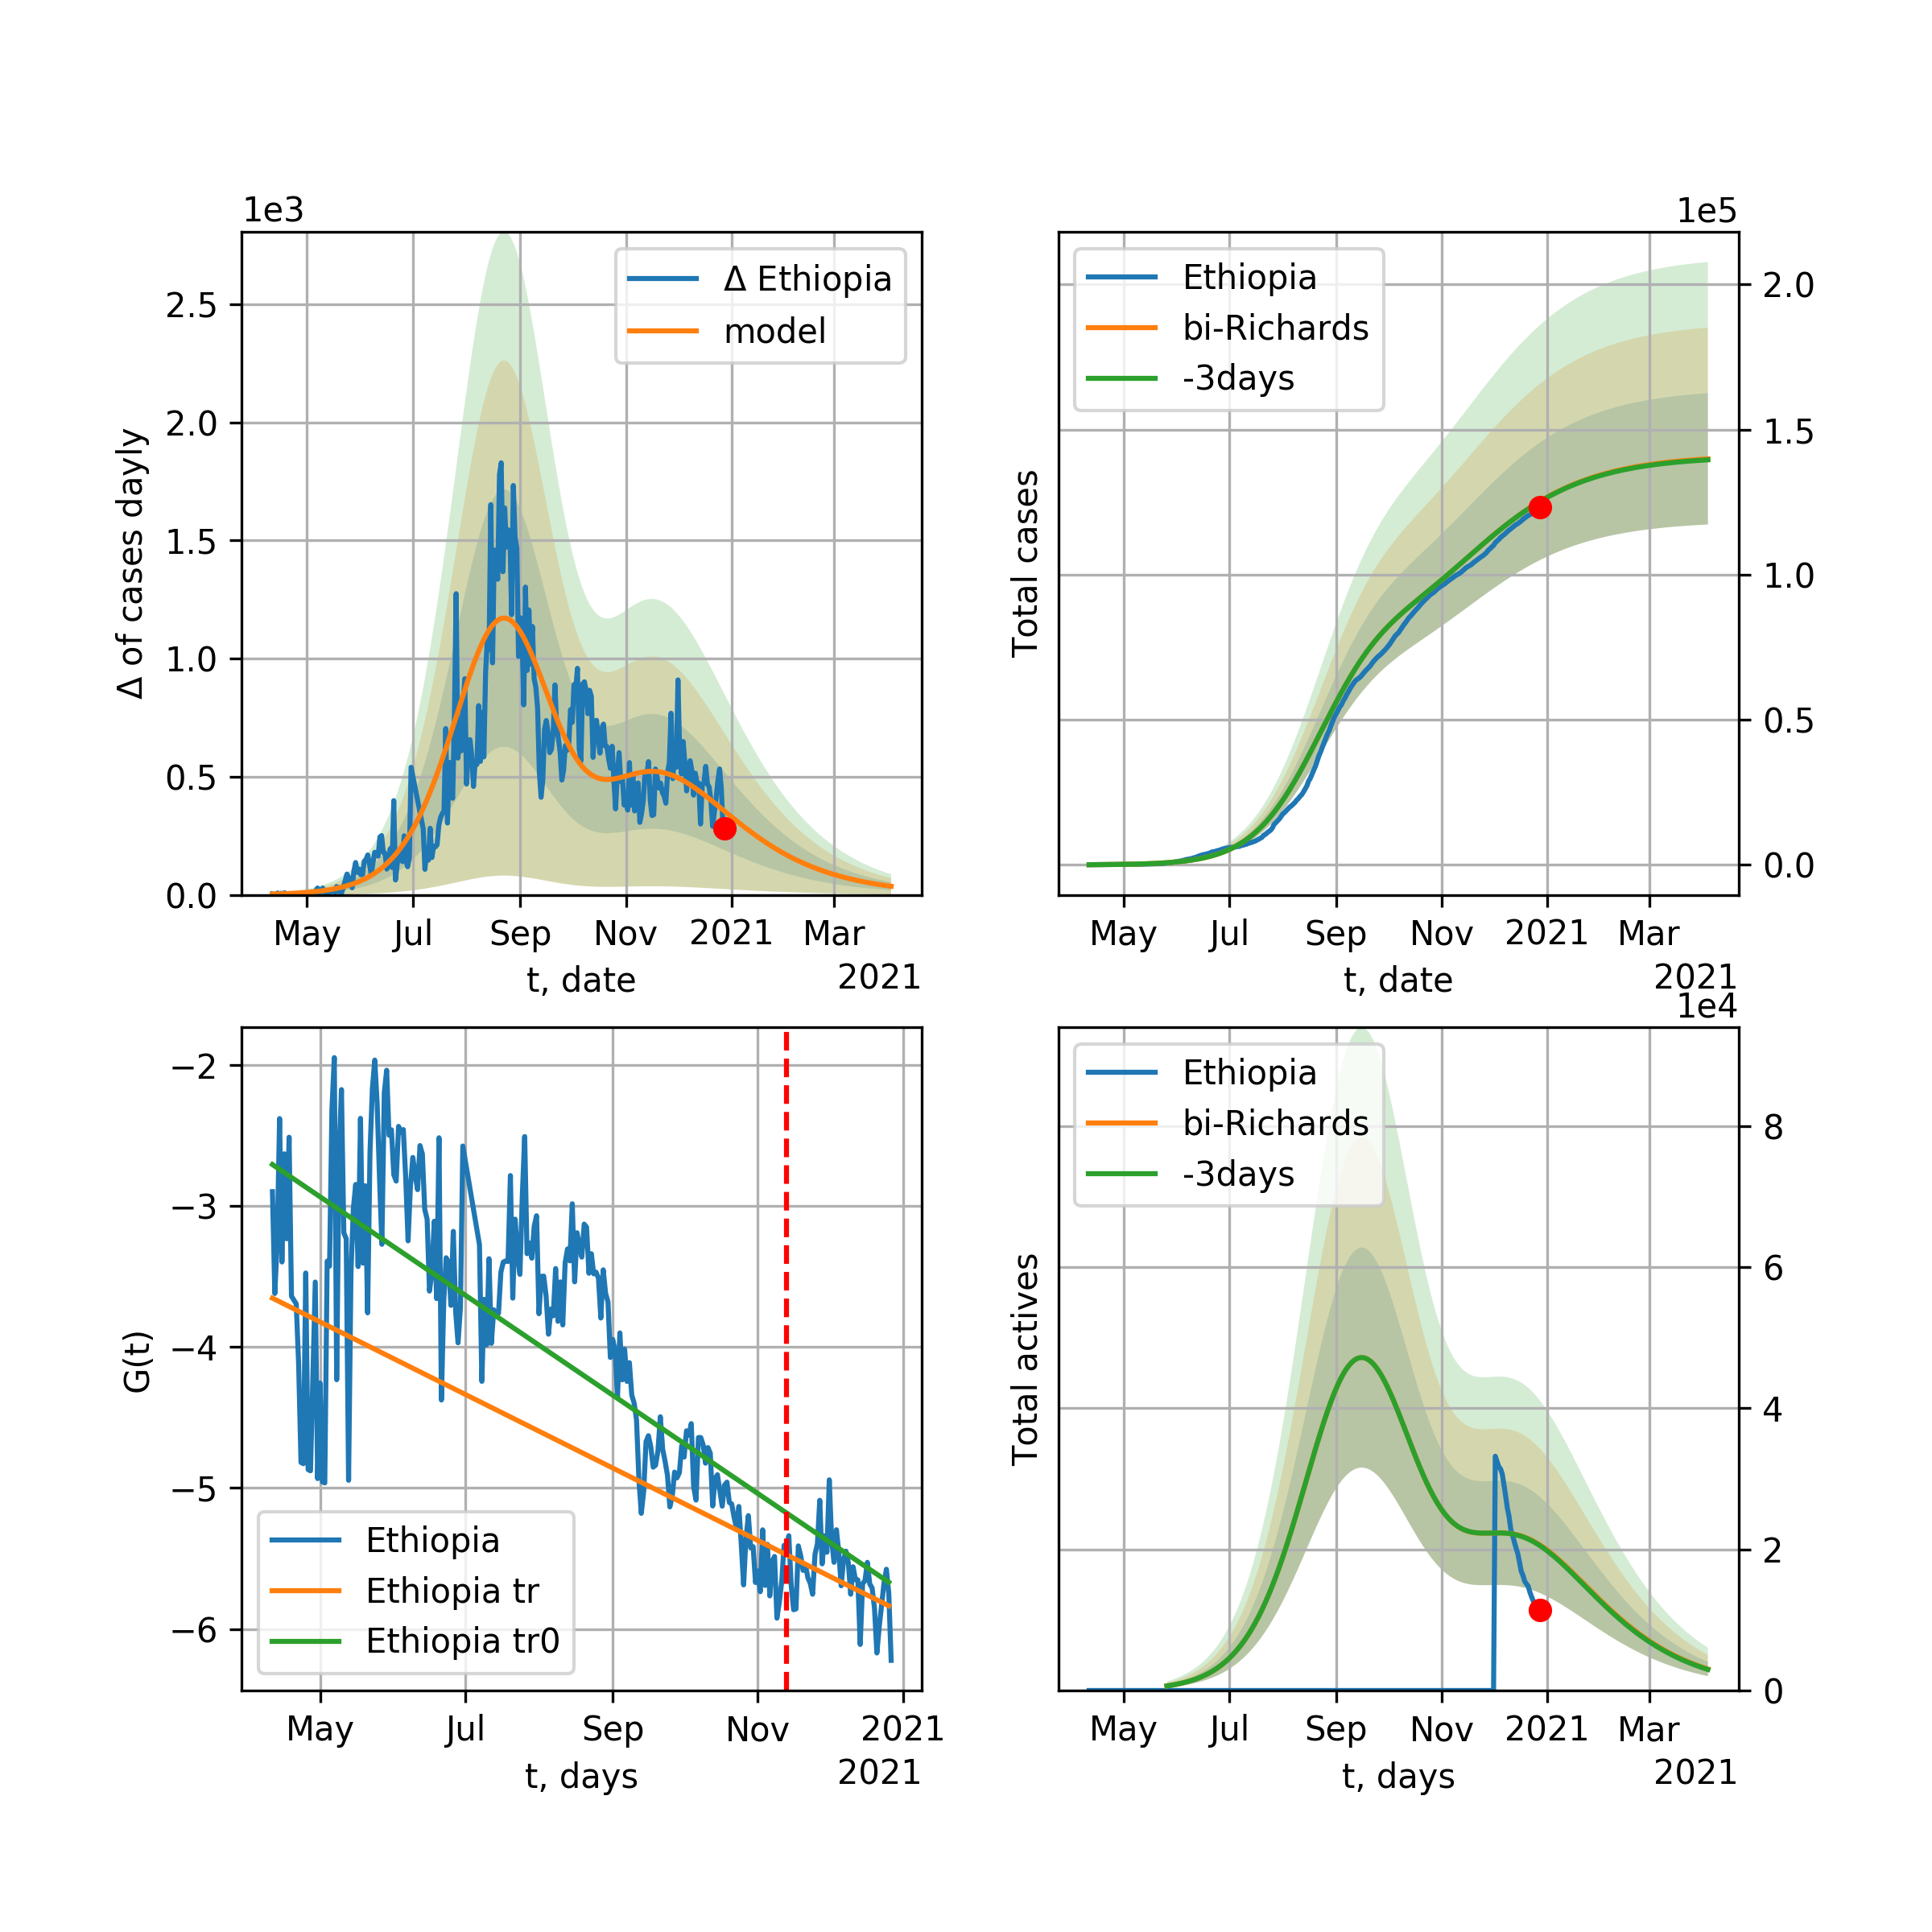 1e3
Δ Ethiopia
model
2.5
2.0
1.5
1.0
0.5
0.0
Δ of cases dayly
May Jul Sep Nov 2021 Mar
t, date
2021
1e5
Ethiopia
bi-Richards
-3days
2.0
1.5
1.0
0.5
0.0
Total cases
May Jul Sep Nov 2021 Mar
t, date
2021
−2
−3
−4
−5
−6
G(t)
Ethiopia
Ethiopia tr
Ethiopia tr0
May Jul Sep Nov 2021
t, days
2021
1e4
Ethiopia
bi-Richards
-3days
8
6
4
2
0
Total actives
May Jul Sep Nov 2021 Mar
t, days
2021